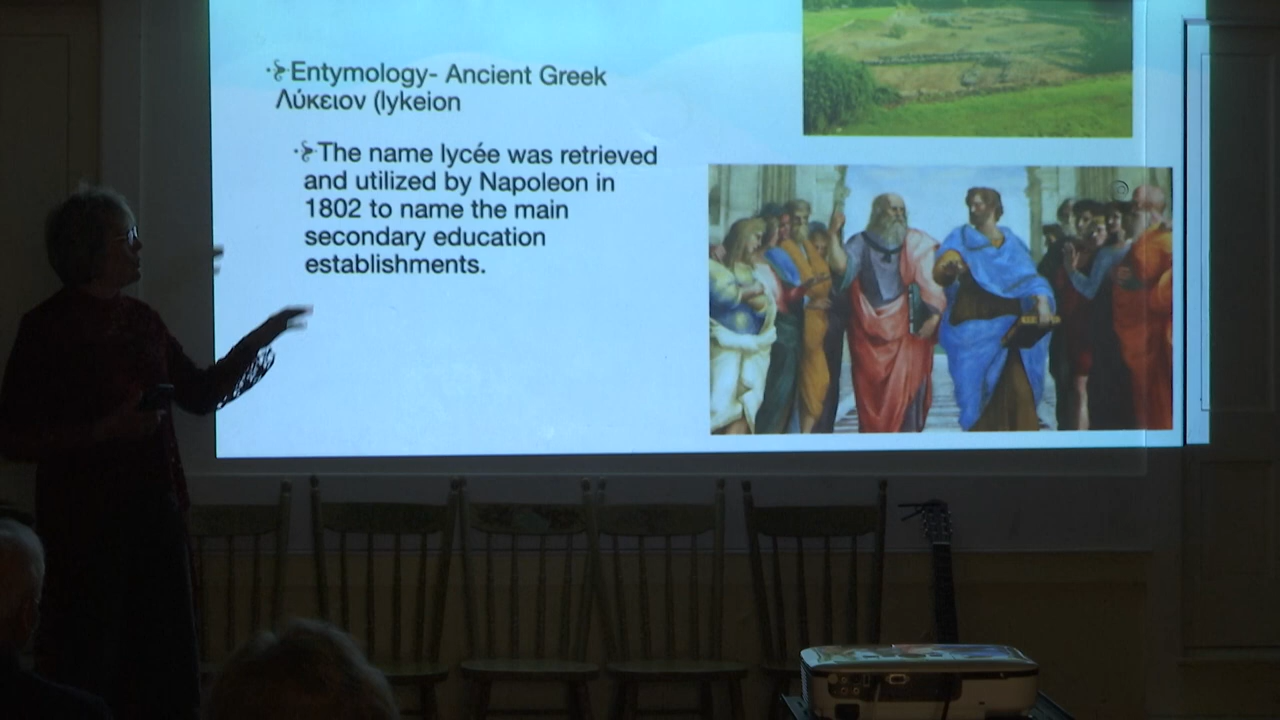 Entymology- Ancient Greek
Λύκειον (lykeion
The name lycée was retrieved
and utilized by Napoleon in
1802 to name the main
secondary education
establishments.